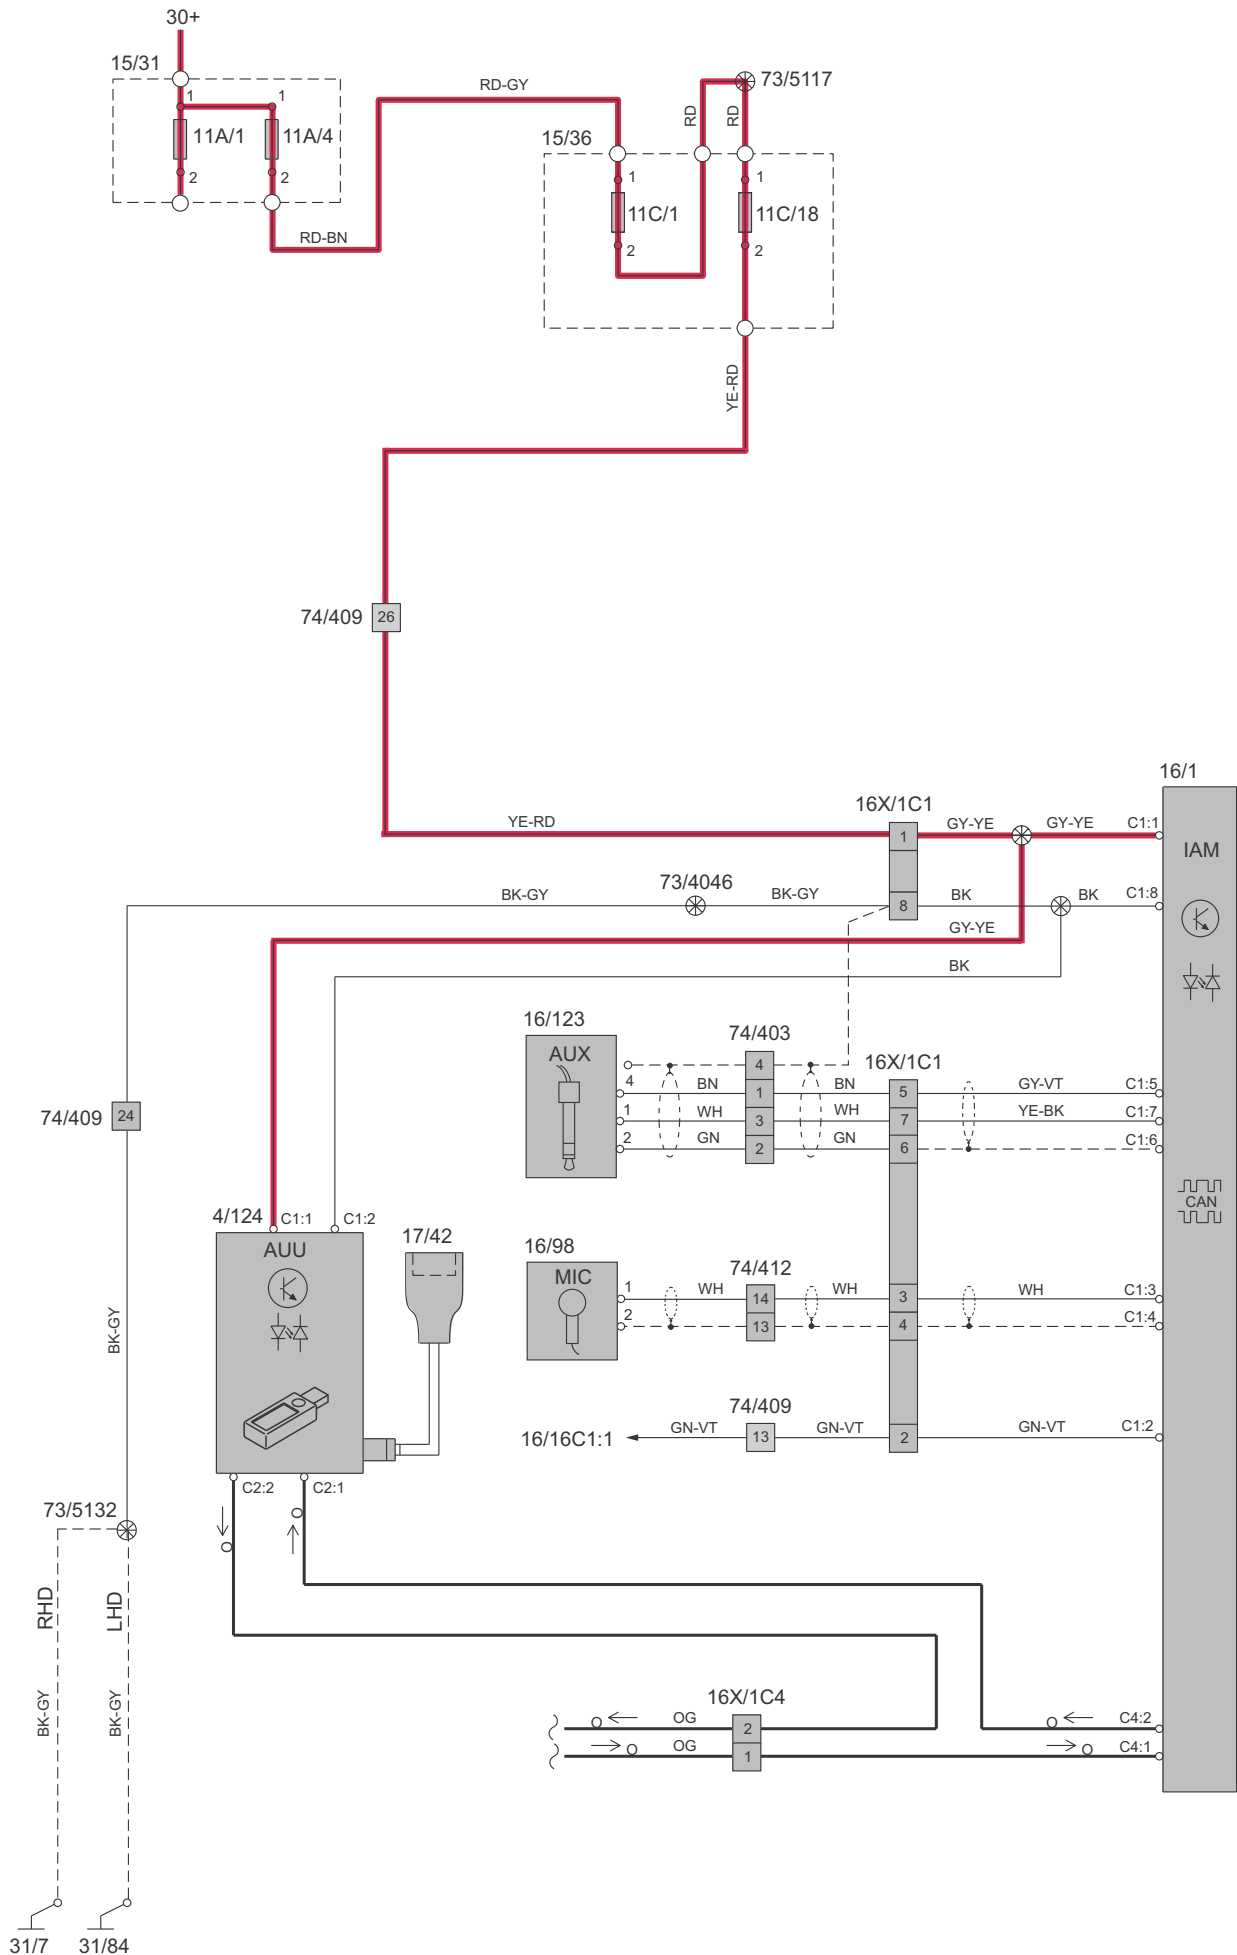 30+
15/31
1 1
11A/1 11A/4
2 2
RD-BN
RD-GY
RD
RD
73/5117
15/36
1 1
11C/1 11C/18
2 2
YE-RD
74/409 26
16/1
16X/1C1
YE-RD 1 GY-YE GY-YE C1:1
IAM
73/4046
BK-GY BK-GY 8 BK BK C1:8
GY-YE
BK
16/123
AUX
74/403
16X/1C1
4
4 BN 1 BN 5 GY-VT C1:5
1 WH 3 WH 7 YE-BK C1:7
2 GN 2 GN 6 C1:6
74/409 24
CAN
4/124 C1:1 C1:2
AUU
17/42
16/98
MIC
74/412
1 WH 14 WH 3 WH C1:3
2 13 4 C1:4
BK-GY
74/409
16/16C1:1 GN-VT 13 GN-VT 2 GN-VT C1:2
C2:2 C2:1
73/5132
O
O
RHD
LHD
BK-GY
BK-GY
16X/1C4
O OG 2 O C4:2
O OG 1 O C4:1
31/7 31/84